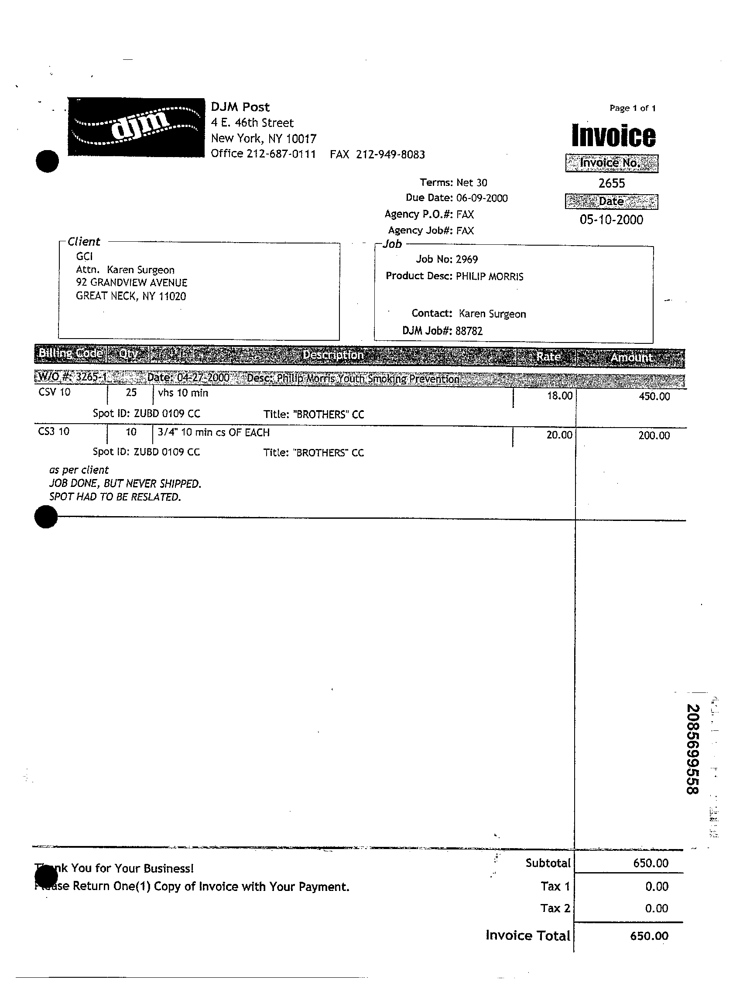 Page 1 of 1
djm
DJM Post
4 E. 46th Street
New York, NY 10017
Office 212-687-0111 FAX 212-949-8083
Invoice
Invoice No.
2655
Date
05-10-2000
Terms: Net 30
Due Date: 06-09-2000
Agency P.O.#: FAX
Agency Job#: FAX
Client
GCI
Attn. Karen Surgeon
92 GRANDVIEW AVENUE
GREAT NECK, NY 11020
Job
Job No: 2969
Product Desc: PHILIP MORRIS
Contact: Karen Surgeon
DJM Job#: 88782
Billing Code Qty Description Rate Amount
W/O #: 3265-1 Date: 04-27-2000 Desc: Philip Morris Youth Smoking Prevention
CSV 10 25 vhs 10 min 18.00 450.00
Spot ID: ZUBD 0109 CC Title: "BROTHERS" CC
CS3 10 10 3/4" 10 min cs OF EACH 20.00 200.00
Spot ID: ZUBD 0109 CC Title: "BROTHERS" CC
as per client
JOB DONE, BUT NEVER SHIPPED.
SPOT HAD TO BE RESLATED.
2085699558
Subtotal 650.00
Thank You for Your Business!
Please Return One(1) Copy of Invoice with Your Payment.
Tax 1 0.00
Tax 2 0.00
Invoice Total 650.00